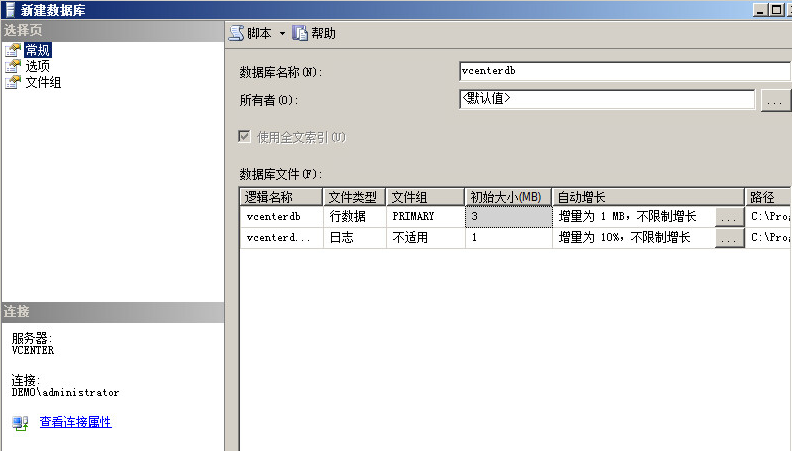 新建数据库
选择页
常规
选项
文件组
脚本 帮助
数据库名称(N): vcenterdb
所有者(O): <默认值> ...
使用全文索引(U)
数据库文件(F):
逻辑名称 文件类型 文件组 初始大小(MB) 自动增长 路径
vcenterdb 行数据 PRIMARY 3 增量为 1 MB，不限制增长 ... C:\Prog
vcenterd... 日志 不适用 1 增量为 10%，不限制增长 ... C:\Prog
连接
服务器:
VCENTER
连接:
DEMO\administrator
查看连接属性